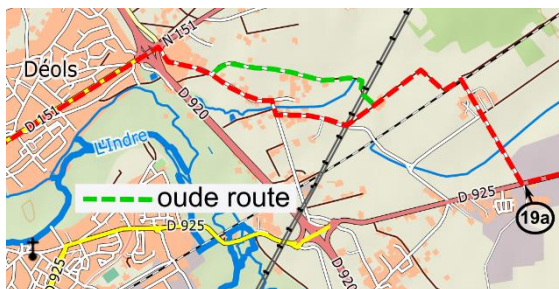 N 151
Déols
D 151
D 920
L'Indre
oude route
D 925
D 925
19a
D 925
D 920